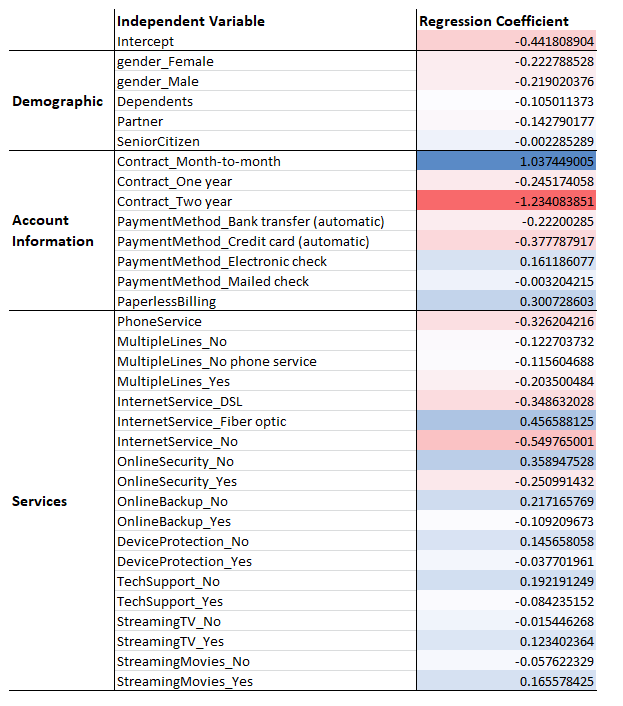 Independent Variable Regression Coefficient
Intercept -0.441808904
gender_Female -0.222788528
gender_Male -0.219020376
Demographic Dependents -0.105011373
Partner -0.142790177
SeniorCitizen -0.002285289
Contract_Month-to-month 1.037449005
Contract_One year -0.245174058
Contract_Two year -1.234083851
Account PaymentMethod_Bank transfer (automatic) -0.22200285
Information PaymentMethod_Credit card (automatic) -0.377787917
PaymentMethod_Electronic check 0.161186077
PaymentMethod_Mailed check -0.003204215
PaperlessBilling 0.300728603
PhoneService -0.326204216
MultipleLines_No -0.122703732
MultipleLines_No phone service -0.115604688
MultipleLines_Yes -0.203500484
InternetService_DSL -0.348632028
InternetService_Fiber optic 0.456588125
InternetService_No -0.549765001
OnlineSecurity_No 0.358947528
OnlineSecurity_Yes -0.250991432
Services OnlineBackup_No 0.217165769
OnlineBackup_Yes -0.109209673
DeviceProtection_No 0.145658058
DeviceProtection_Yes -0.037701961
TechSupport_No 0.192191249
TechSupport_Yes -0.084235152
StreamingTV_No -0.015446268
StreamingTV_Yes 0.123402364
StreamingMovies_No -0.057622329
StreamingMovies_Yes 0.165578425